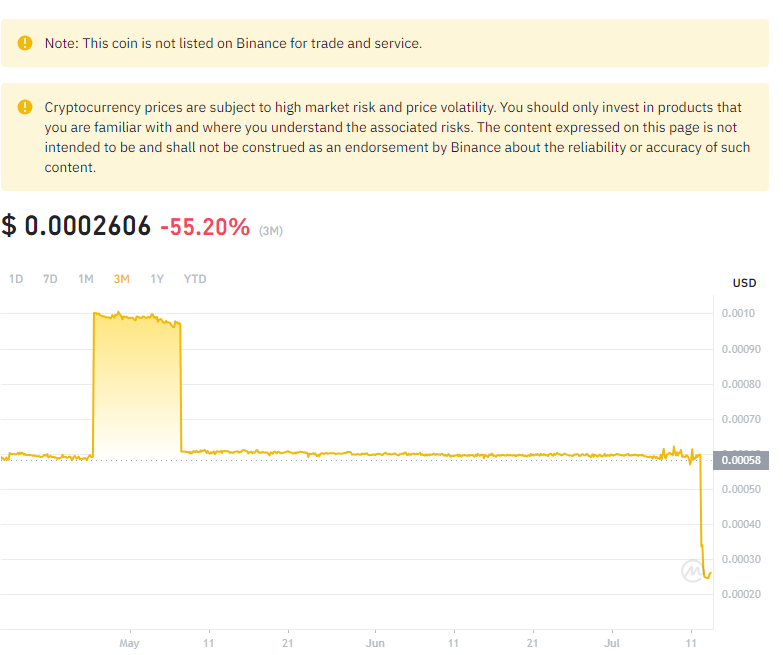 Note: This coin is not listed on Binance for trade and service.
Cryptocurrency prices are subject to high market risk and price volatility. You should only invest in products that
you are familiar with and where you understand the associated risks. The content expressed on this page is not
intended to be and shall not be construed as an endorsement by Binance about the reliability or accuracy of such
content.
$ 0.0002606 -55.20% (3M)
1D 7D 1M 3M 1Y YTD
USD
0.0010
0.00090
0.00080
0.00070
0.00058
0.00050
0.00040
0.00030
0.00020
May 11 21 Jun 11 21 Jul 11